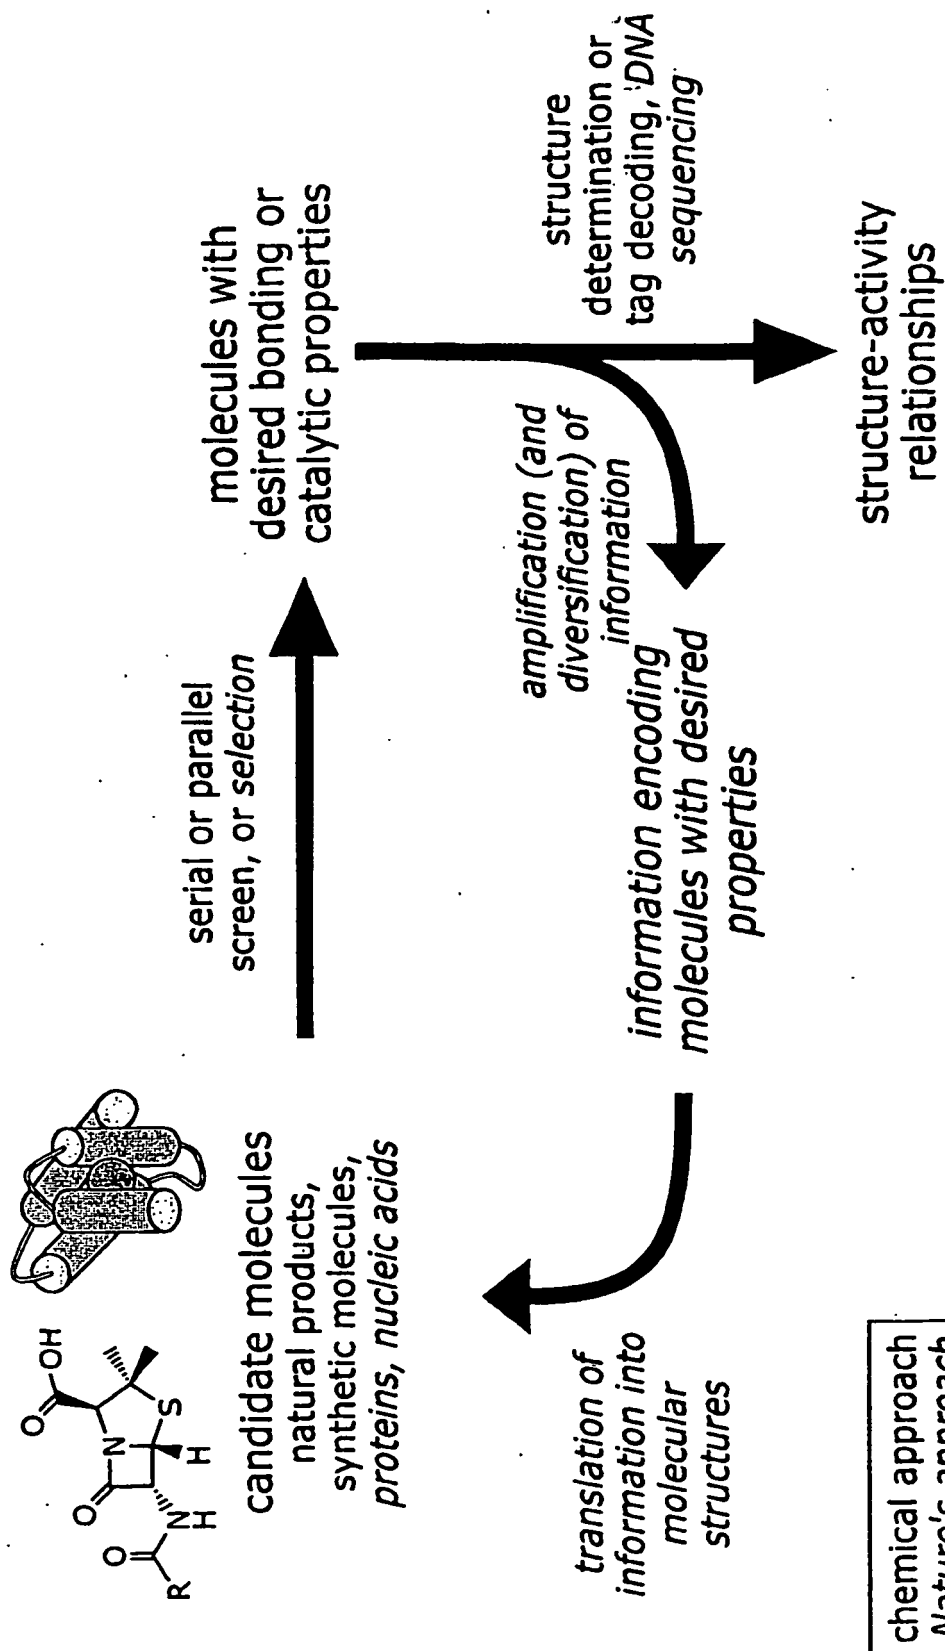 OH
O
N
S
O
H
N
H
O
R
candidate molecules
natural products,
synthetic molecules,
proteins, nucleic acids
serial or parallel
screen, or selection
molecules with
desired bonding or
catalytic properties
structure
determination or
tag decoding, DNA
sequencing
amplification (and
diversification) of
information
structure-activity
relationships
information encoding
molecules with desired
properties
translation of
information into
molecular
structures
chemical approach
Nature's approach